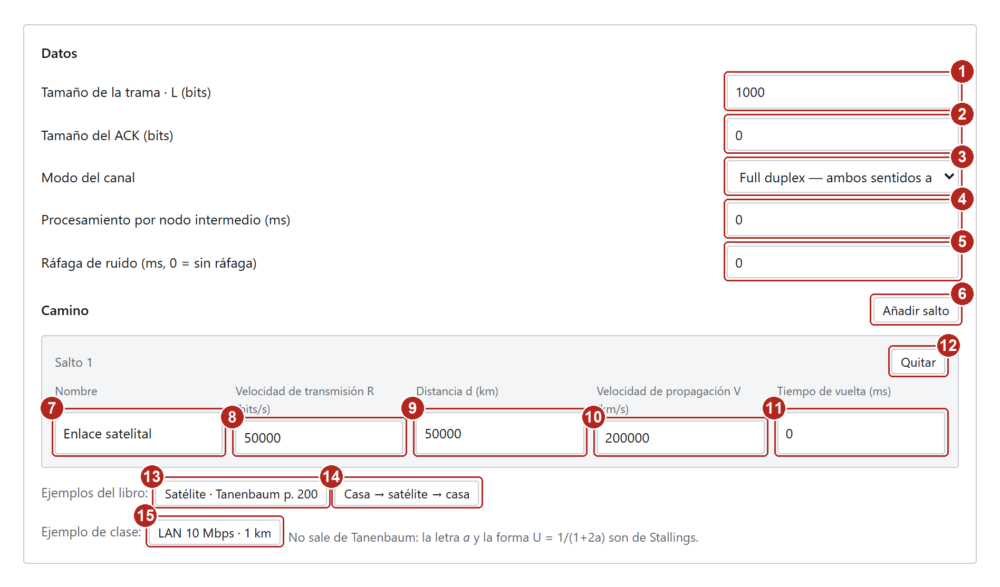 Datos
Tamaño de la trama · L (bits)
1000
1
Tamaño del ACK (bits)
0
2
Modo del canal
Full duplex — ambos sentidos a
3
Procesamiento por nodo intermedio (ms)
0
4
Ráfaga de ruido (ms, 0 = sin ráfaga)
0
5
Camino
Añadir salto
6
Salto 1
Quitar
12
Nombre
7
Enlace satelital
Velocidad de transmisión R
bits/s)
8
50000
Distancia d (km)
9
50000
Velocidad de propagación V
km/s)
10
200000
Tiempo de vuelta (ms)
11
0
Ejemplos del libro:
13
Satélite · Tanenbaum p. 200
14
Casa → satélite → casa
Ejemplo de clase:
15
LAN 10 Mbps · 1 km
No sale de Tanenbaum: la letra a y la forma U = 1/(1+2a) son de Stallings.